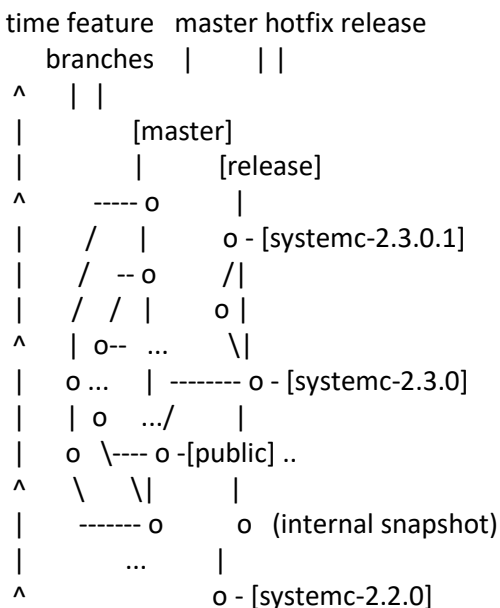 time feature   master hotfix release
     branches    |        | |
 ^     | |
 |            [master]
 |             |        [release]
 ^       ----- o         |
 |      /    |         o - [systemc-2.3.0.1]
 |     /   -- o        /|
 |    /   /   |       o |
 ^    | o--   ...       \|
 |    o ...    | -------- o - [systemc-2.3.0]
 |    | o     .../        |
 |    o  \---- o -[public] ..
 ^     \     \|         |
 |      ------- o        o   (internal snapshot)
 |           ...        |
 ^                    o - [systemc-2.2.0]